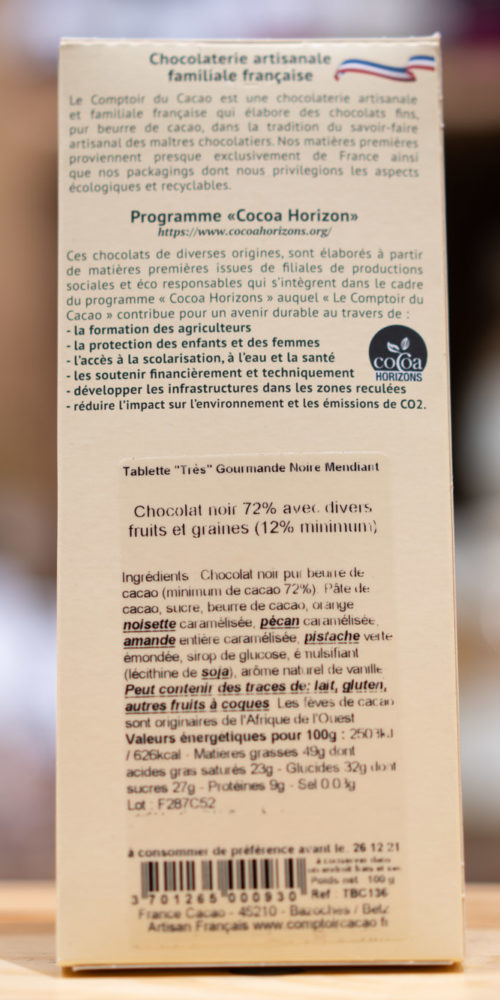 Chocolaterie artisanale
familiale française
Le Comptoir du Cacao est une chocolaterie artisanale
et familiale française qui élabore des chocolats fins,
pur beurre de cacao, dans la tradition du savoir-faire
artisanal des maîtres chocolatiers. Nos matières premières
proviennent presque exclusivement de France ainsi
que nos packagings dont nous privilegions les aspects
écologiques et recyclables.
Programme «Cocoa Horizon»
https://www.cocoahorizons.org/
Ces chocolats de diverses origines, sont élaborés à partir
de matières premières issues de filiales de productions
sociales et éco responsables qui s'intègrent dans le cadre
du programme « Cocoa Horizons » auquel « Le Comptoir du
Cacao » contribue pour un avenir durable au travers de :
- la formation des agriculteurs
- la protection des enfants et des femmes
- l'accès à la scolarisation, à l'eau et la santé
- les soutenir financièrement et techniquement
- développer les infrastructures dans les zones reculées
- réduire l'impact sur l'environnement et les émissions de CO2.
cocoa
HORIZONS
Tablette "Très" Gourmande Noire Mendiant
Chocolat noir 72% avec divers
fruits et graines (12% minimum)
Ingrédients Chocolat noir pur beurre de
cacao (minimum de cacao 72%). Pâte de
cacao, sucre, beurre de cacao, orange
noisette caramélisée, pécan caramélisée,
amande entière caramélisée, pistache verte
émondée, sirop de glucose, émulsifiant
(lécithine de soja), arôme naturel de vanille
Peut contenir des traces de: lait, gluten,
autres fruits à coques Les fèves de cacao
sont originaires de l'Afrique de l'Ouest
Valeurs énergétiques pour 100g :
/ 626kcal - Matières grasses 49g dont
acides gras saturés 23g - Glucides 32g dont
sucres 27g - Protéines 9g - Sel
Lot : F287C52
à consommer de préférence avant le 26 12 21
à conserver dans
un endroit frais et sec
Poids net 100 g
Ref : TBC136
3 701265 000930
France Cacao - 45210 - Bazoches / Betz
Artisan Français www.comptoircacao.fr